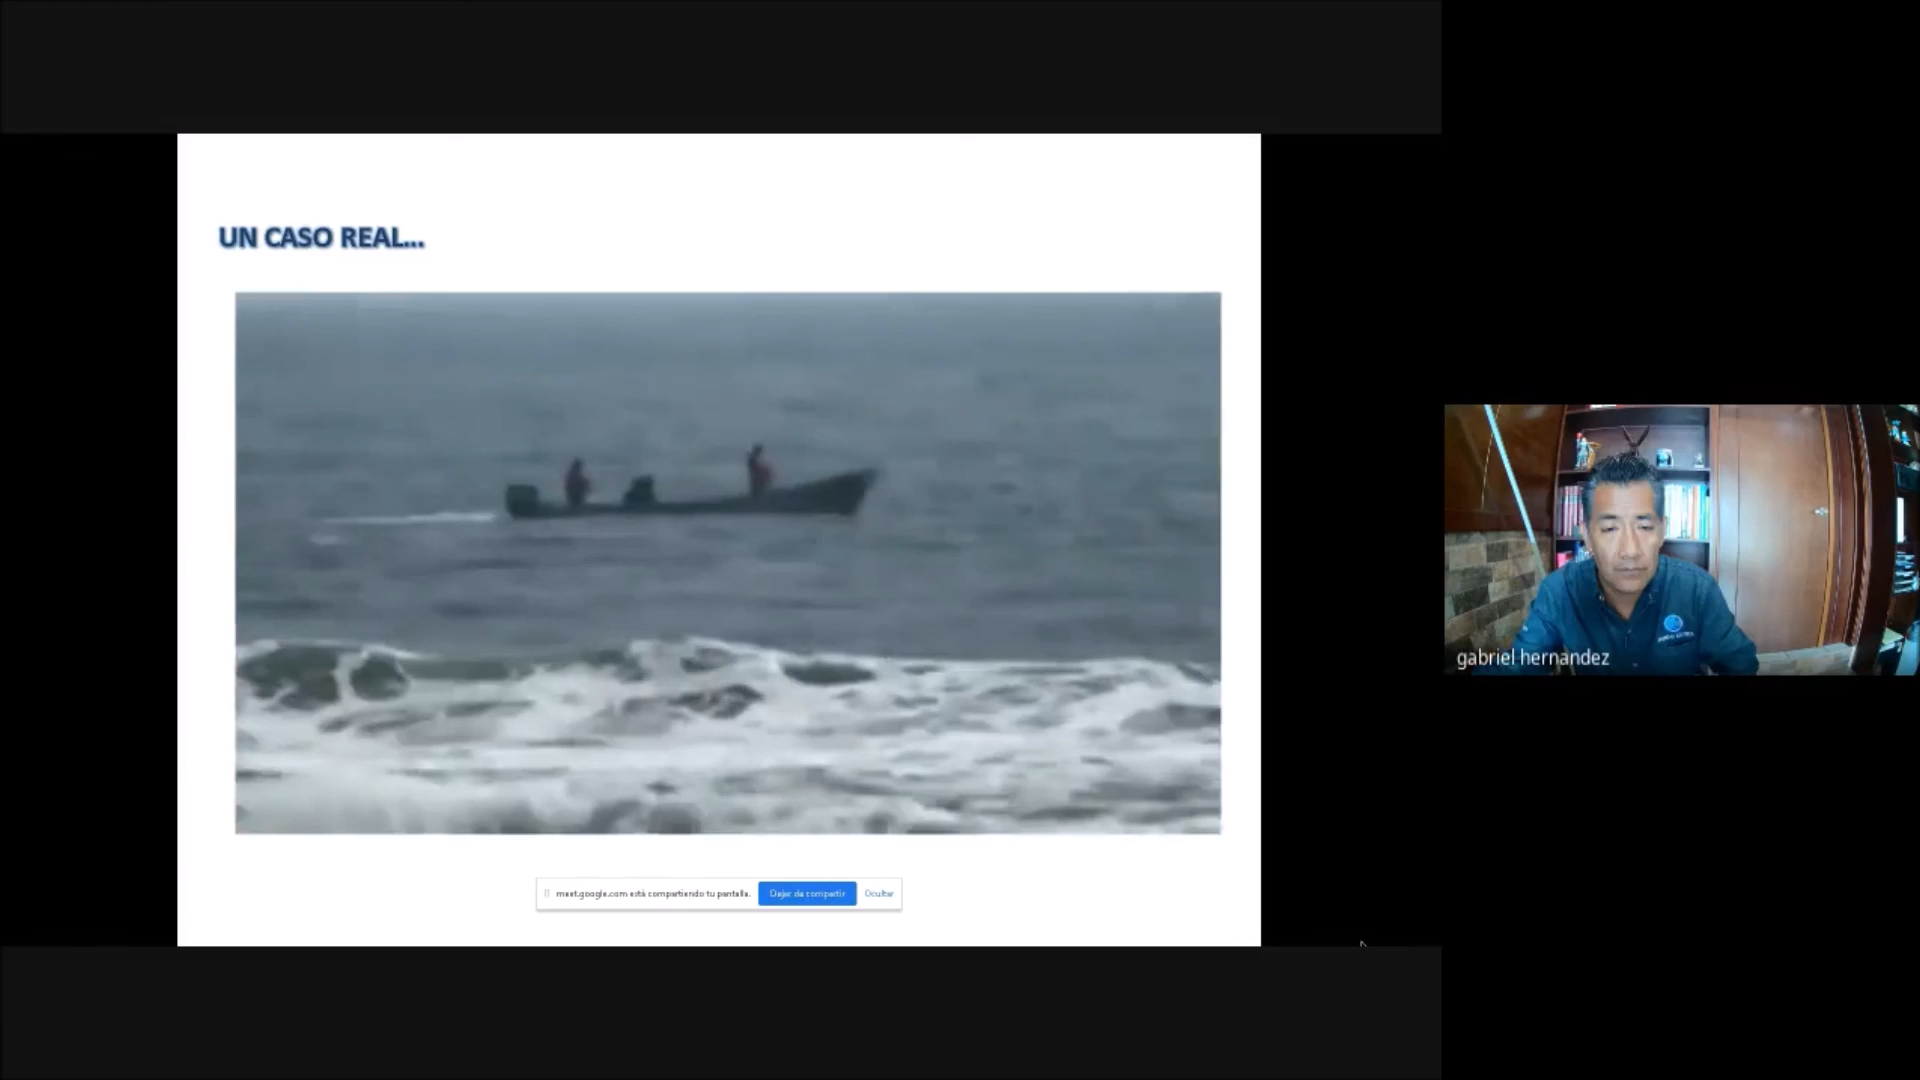 UN CASO REAL...
meet.google.com está compartiendo tu pantalla.
Dejar de compartir
Ocultar
gabriel hernandez